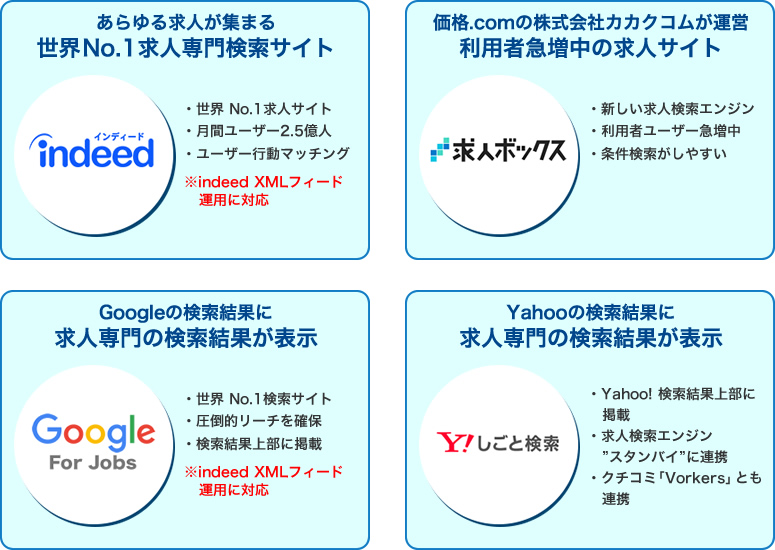 あらゆる求人が集まる
世界No.1求人専門検索サイト
インディード
indeed
・世界 No.1求人サイト
・月間ユーザー2.5億人
・ユーザー行動マッチング
※indeed XMLフィード
運用に対応
価格.comの株式会社カカクコムが運営
利用者急増中の求人サイト
求人ボックス
・新しい求人検索エンジン
・利用者ユーザー急増中
・条件検索がしやすい
Googleの検索結果に
求人専門の検索結果が表示
Google
For Jobs
・世界 No.1検索サイト
・圧倒的リーチを確保
・検索結果上部に掲載
※indeed XMLフィード
運用に対応
Yahooの検索結果に
求人専門の検索結果が表示
Y!しごと検索
・Yahoo! 検索結果上部に
掲載
・求人検索エンジン
”スタンバイ”に連携
・クチコミ「Vorkers」とも
連携